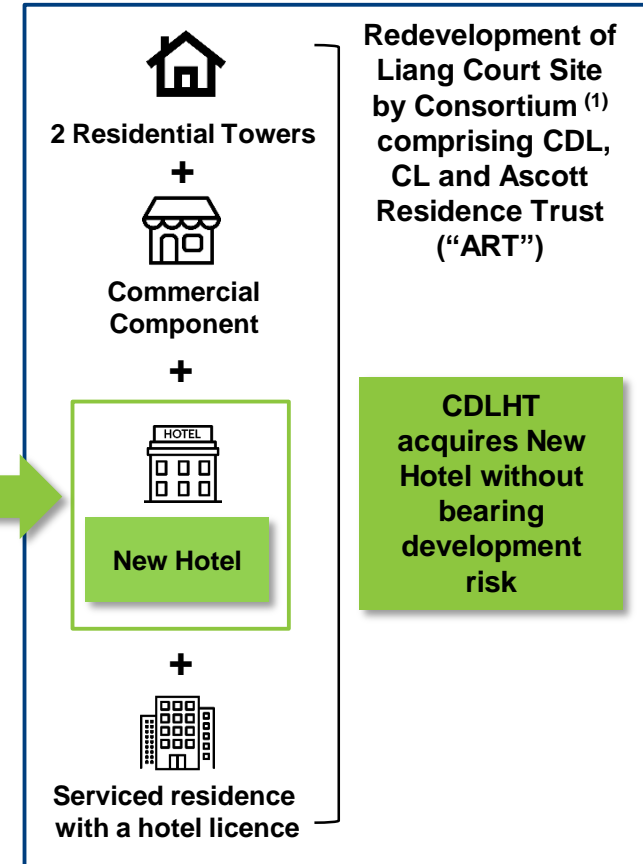 2 Residential Towers
+
Commercial
Component
+
HOTEL
New Hotel
+
Serviced residence
with a hotel licence
Redevelopment of
Liang Court Site
by Consortium (1)
comprising CDL,
CL and Ascott
Residence Trust
(“ART”)
CDLHT
acquires New
Hotel without
bearing
development
risk